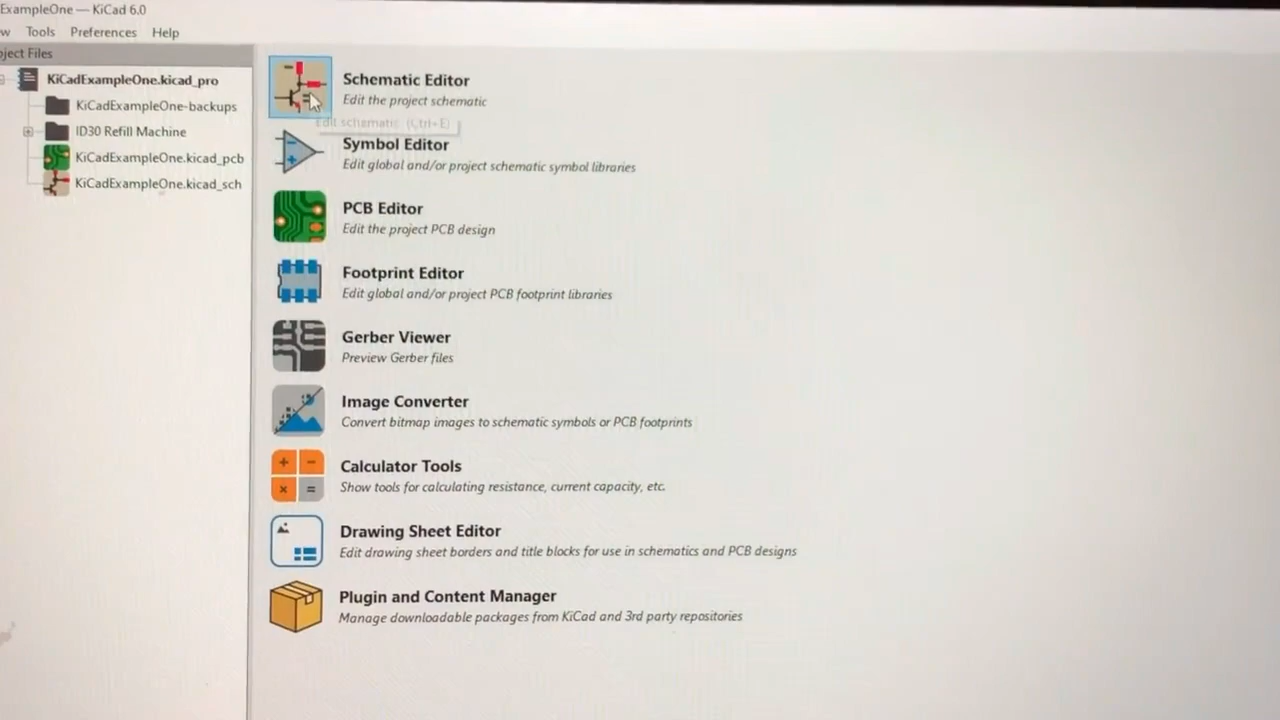 ExampleOne — KiCad 6.0
w Tools Preferences Help
ject Files
KiCadExampleOne.kicad_pro
KiCadExampleOne-backups
ID30 Refill Machine
KiCadExampleOne.kicad_pcb
KiCadExampleOne.kicad_sch
Schematic Editor
Edit the project schematic
Edit schematic (Ctrl+E)
Symbol Editor
Edit global and/or project schematic symbol libraries
PCB Editor
Edit the project PCB design
Footprint Editor
Edit global and/or project PCB footprint libraries
Gerber Viewer
Preview Gerber files
Image Converter
Convert bitmap images to schematic symbols or PCB footprints
Calculator Tools
Show tools for calculating resistance, current capacity, etc.
Drawing Sheet Editor
Edit drawing sheet borders and title blocks for use in schematics and PCB designs
Plugin and Content Manager
Manage downloadable packages from KiCad and 3rd party repositories